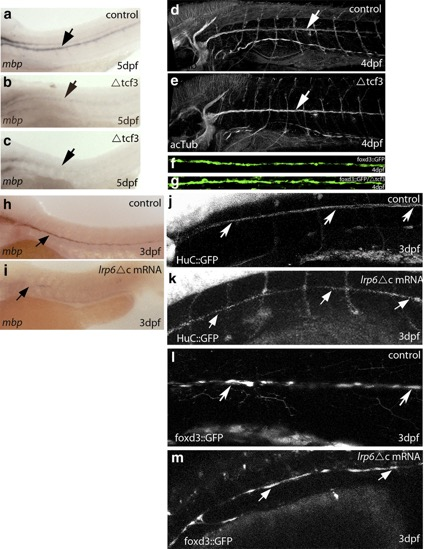 a
control
mbp
5dpf
b
△tcf3
mbp
5dpf
c
△tcf3
mbp
5dpf
d
control
4dpf
e
△tcf3
acTub
4dpf
f
foxd3::GFP
4dpf
g
foxd3::GFP/△tcf3
4dpf
h
control
mbp
3dpf
i
lrp6△c mRNA
mbp
3dpf
j
control
HuC::GFP
3dpf
k
lrp6△c mRNA
HuC::GFP
3dpf
l
control
foxd3::GFP
3dpf
m
lrp6△c mRNA
foxd3::GFP
3dpf